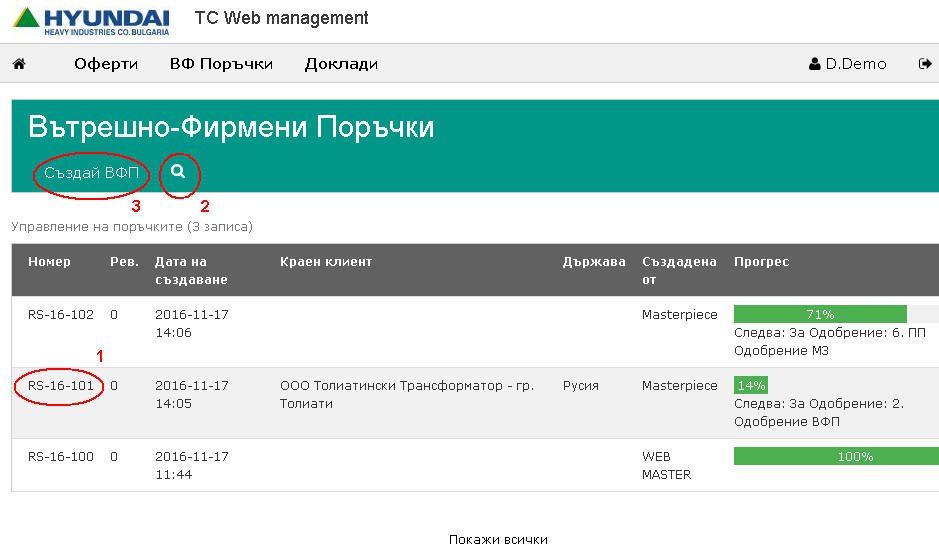 HYUNDAI
HEAVY INDUSTRIES CO. BULGARIA
TC Web management
Оферти ВФ Поръчки Доклади D.Demo
Вътрешно-Фирмени Поръчки
Създай ВФП
3 2
Управление на поръчките (3 записа)
Номер Рев. Дата на създаване Краен клиент Държава Създадена от Прогрес
RS-16-102 0 2016-11-17 14:06 Masterpiece 71%
Следва: За Одобрение: 6. ПП
Одобрение МЗ
1
RS-16-101 0 2016-11-17 14:05 ООО Толиатински Трансформатор - гр. Толиати Русия Masterpiece 14%
Следва: За Одобрение: 2.
Одобрение ВФП
RS-16-100 0 2016-11-17 11:44 WEB MASTER 100%
Покажи всички